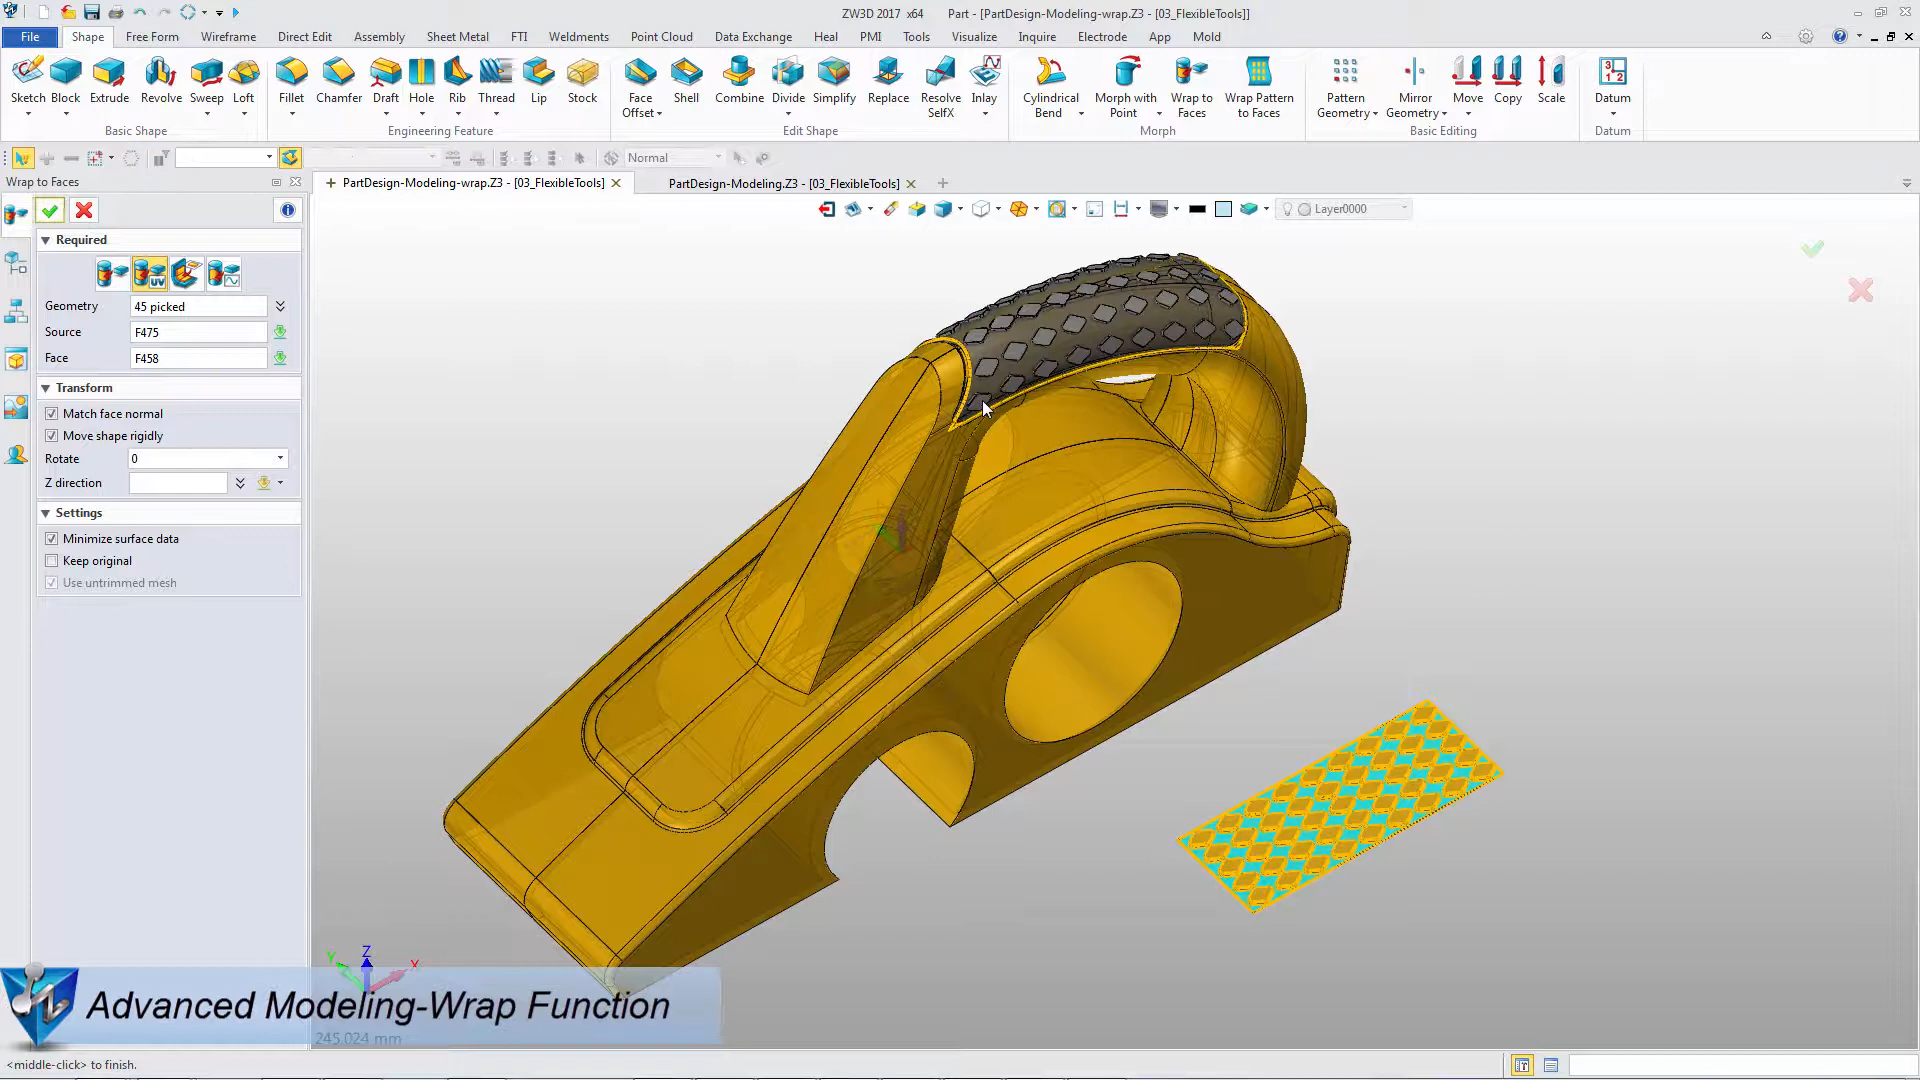 ZW3D 2017 x64 Part - [PartDesign-Modeling-wrap.Z3 - [03_FlexibleTools]]
File Shape Free Form Wireframe Direct Edit Assembly Sheet Metal FTI Weldments Point Cloud Data Exchange Heal PMI Tools Visualize Inquire Electrode App Mold
Sketch Block Extrude Revolve Sweep Loft Fillet Chamfer Draft Hole Rib Thread Lip Stock Face Offset Shell Combine Divide Simplify Replace Resolve SelfX Inlay Cylindrical Bend Morph with Point Wrap to Faces Wrap Pattern to Faces Pattern Geometry Mirror Geometry Move Copy Scale Datum
Basic Shape Engineering Feature Edit Shape Morph Basic Editing Datum
Normal
Wrap to Faces
PartDesign-Modeling-wrap.Z3 - [03_FlexibleTools] PartDesign-Modeling.Z3 - [03_FlexibleTools]
Layer0000
Required
UV
Geometry 45 picked
Source F475
Face F458
Transform
Match face normal
Move shape rigidly
Rotate 0
Z direction
Settings
Minimize surface data
Keep original
Use untrimmed mesh
Z
Y X
Advanced Modeling-Wrap Function
245.024 mm
<middle-click> to finish.